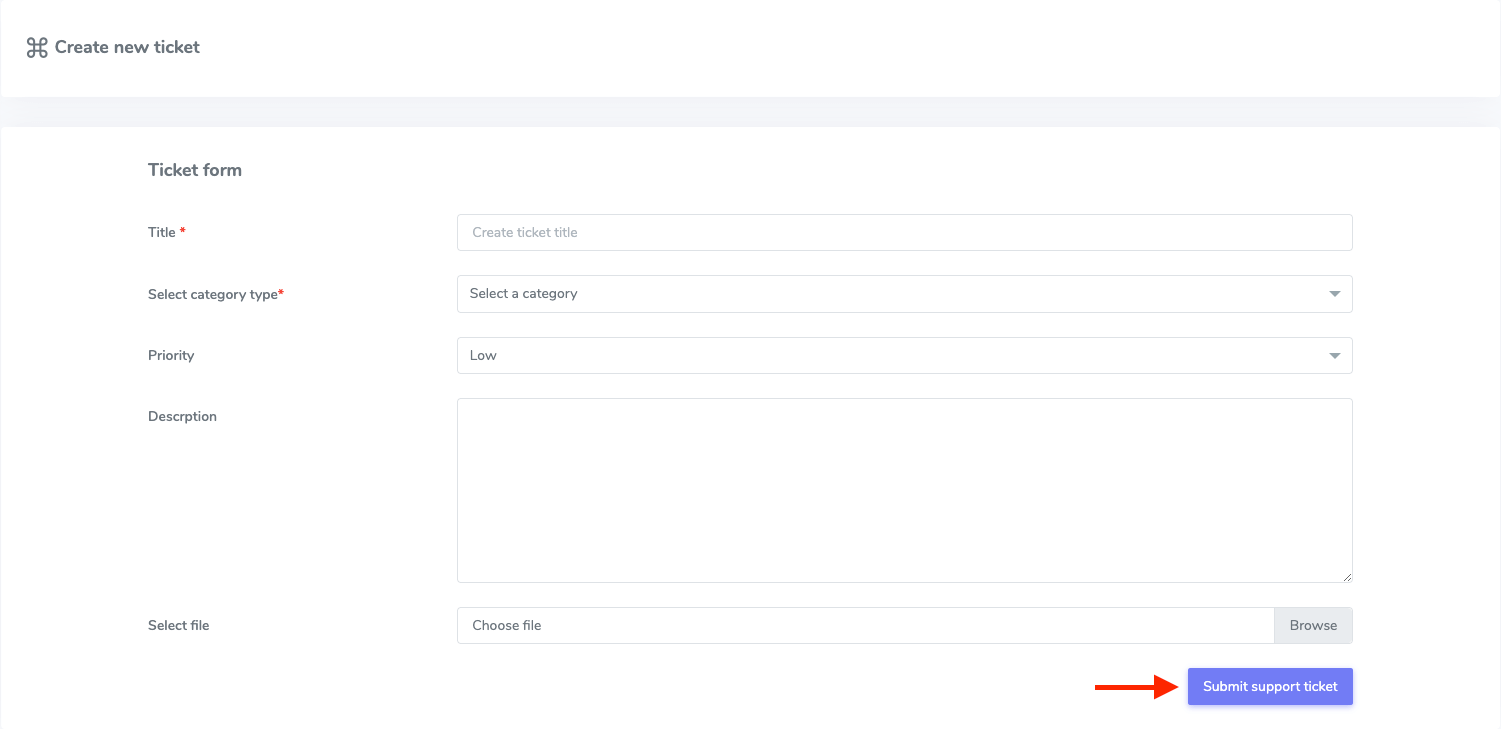 Create new ticket
Ticket form
Title *
Create ticket title
Select category type*
Select a category
Priority
Low
Descrption
Select file
Choose file
Browse
Submit support ticket